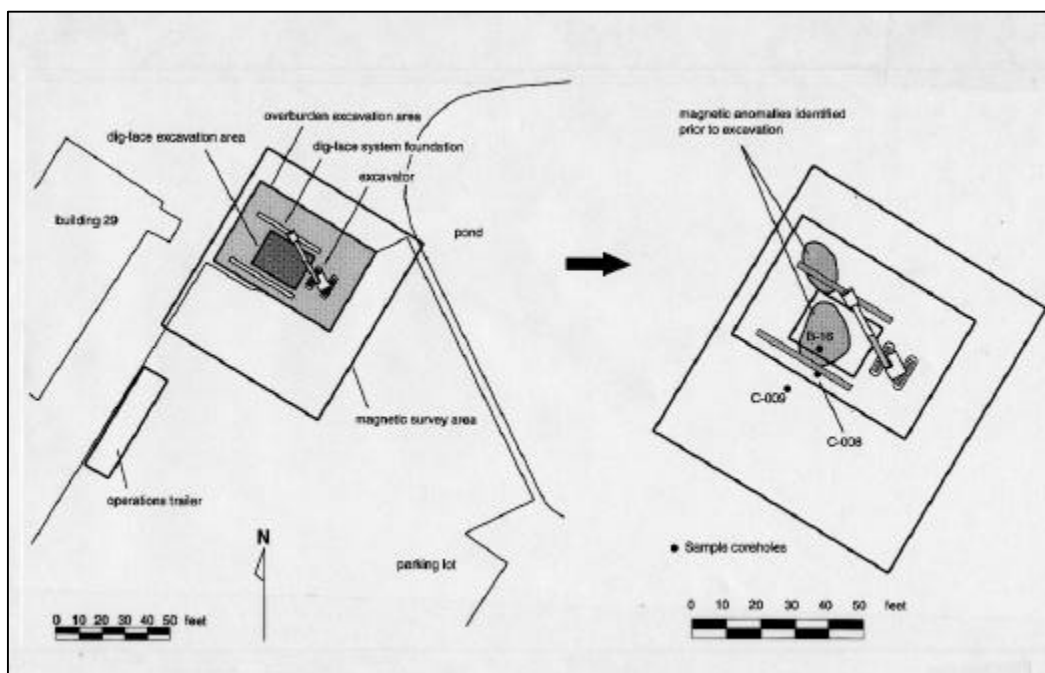 overburden excavation area
dig-face excavation area
dig-face system foundation
excavator
building 29
pond
magnetic survey area
operations trailer
N
parking lot
0 10 20 30 40 50 feet
magnetic anomalies identified
prior to excavation
B-16
C-009
C-008
Sample coreholes
0 10 20 30 40 50 feet